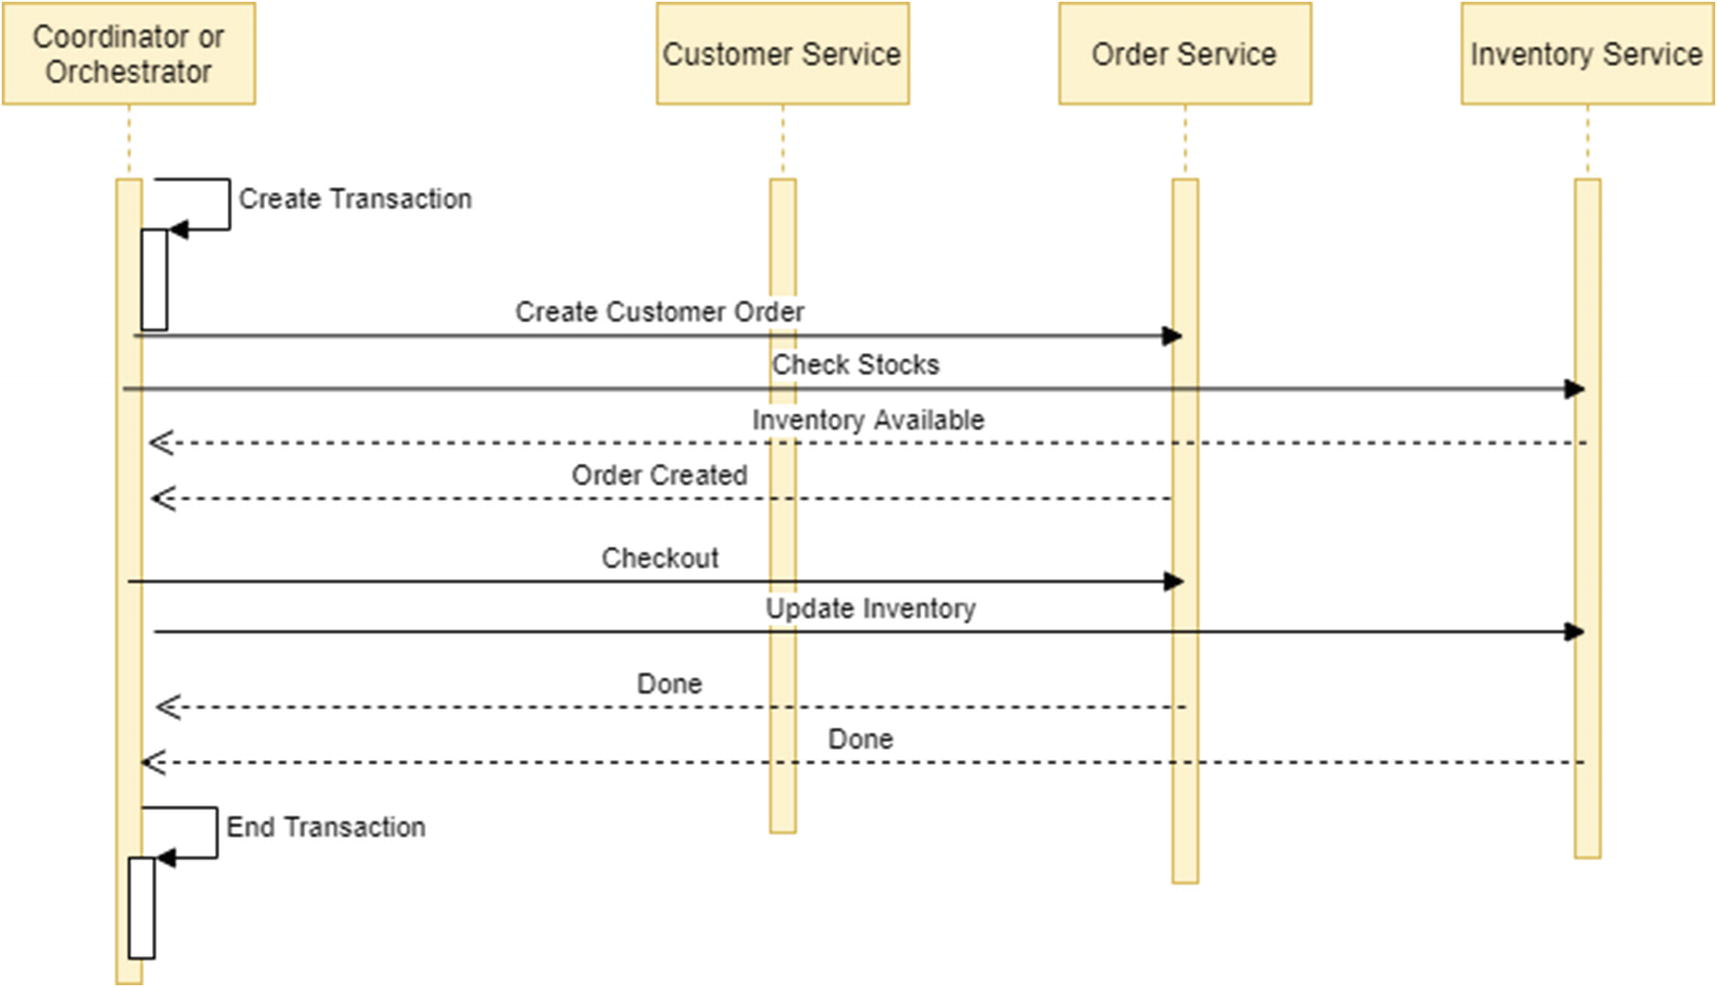 Coordinator or
Orchestrator
Customer Service
Order Service
Inventory Service
Create Transaction
Create Customer Order
Check Stocks
Inventory Available
Order Created
Checkout
Update Inventory
Done
Done
End Transaction